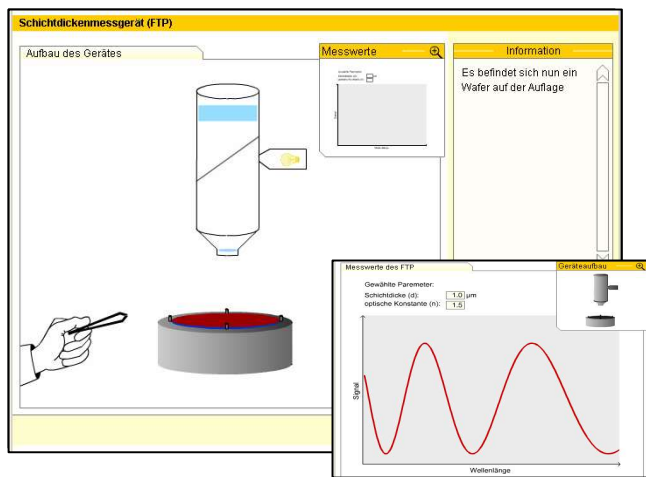 Schichtdickenmessgerät (FTP)
Aufbau des Gerätes
Messwerte
Information
Es befindet sich nun ein
Wafer auf der Auflage
Messwerte des FTP
Geräteaufbau
Gewählte Paremeter:
Schichtdicke (d): 1.0 µm
optische Konstante (n): 1.5
Signal
Wellenlänge